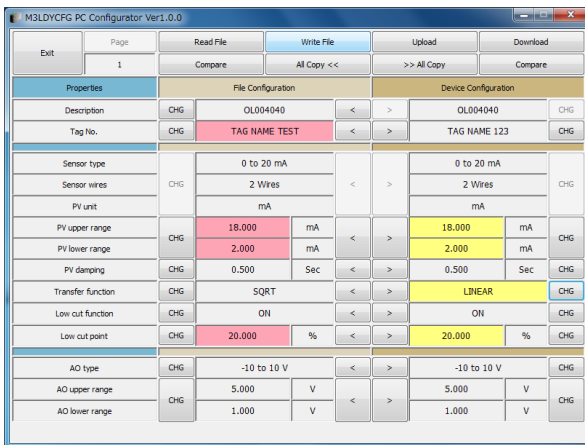 M3LDYCFG PC Configurator Ver1.0.0
Exit Page Read File Write File Upload Download
1 Compare All Copy << >> All Copy Compare
Properties File Configuration Device Configuration
Description CHG OL004040 < > OL004040 CHG
Tag No. CHG TAG NAME TEST < > TAG NAME 123 CHG
Sensor type 0 to 20 mA 0 to 20 mA
Sensor wires CHG 2 Wires < > 2 Wires CHG
PV unit mA mA
PV upper range CHG 18.000 mA < > 18.000 mA CHG
PV lower range 2.000 mA 2.000 mA
PV damping CHG 0.500 Sec < > 0.500 Sec CHG
Transfer function CHG SQRT < > LINEAR CHG
Low cut function CHG ON < > ON CHG
Low cut point CHG 20.000 % < > 20.000 % CHG
AO type CHG -10 to 10 V < > -10 to 10 V CHG
AO upper range CHG 5.000 V < > 5.000 V CHG
AO lower range 1.000 V 1.000 V